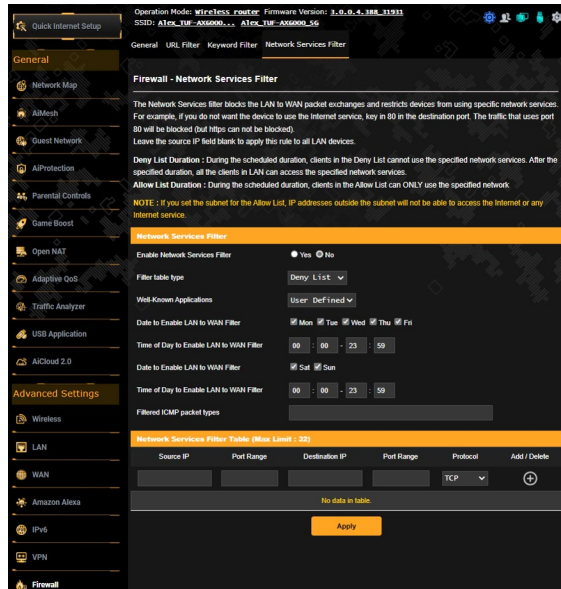 Operation Mode: Wireless router Firmware Version: 3.0.0.4.388_31931
SSID: Alex_TUF-AX6000... Alex_TUF-AX6000_5G
Quick Internet Setup
General URL Filter Keyword Filter Network Services Filter
General
Network Map
AiMesh
Guest Network
AiProtection
Parental Controls
Game Boost
Open NAT
Adaptive QoS
Traffic Analyzer
USB Application
AiCloud 2.0
Advanced Settings
Wireless
LAN
WAN
Amazon Alexa
IPv6
VPN
Firewall
Firewall - Network Services Filter
The Network Services filter blocks the LAN to WAN packet exchanges and restricts devices from using specific network services.
For example, if you do not want the device to use the Internet service, key in 80 in the destination port. The traffic that uses port
80 will be blocked (but https can not be blocked).
Leave the source IP field blank to apply this rule to all LAN devices.
Deny List Duration : During the scheduled duration, clients in the Deny List cannot use the specified network services. After the
specified duration, all the clients in LAN can access the specified network services.
Allow List Duration : During the scheduled duration, clients in the Allow List can ONLY use the specified network
NOTE : If you set the subnet for the Allow List, IP addresses outside the subnet will not be able to access the Internet or any
Internet service.
Network Services Filter
Enable Network Services Filter Yes No
Filter table type Deny List
Well-Known Applications User Defined
Date to Enable LAN to WAN Filter Mon Tue Wed Thu Fri
Time of Day to Enable LAN to WAN Filter 00 : 00 - 23 : 59
Date to Enable LAN to WAN Filter Sat Sun
Time of Day to Enable LAN to WAN Filter 00 : 00 - 23 : 59
Filtered ICMP packet types
Network Services Filter Table (Max Limit : 32)
Source IP Port Range Destination IP Port Range Protocol Add / Delete
TCP
No data in table.
Apply